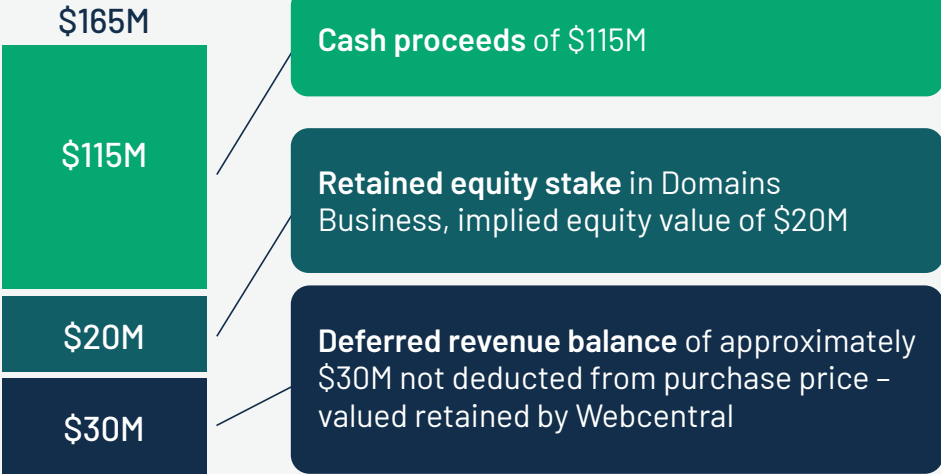 $165M
$115M
$20M
$30M
Cash proceeds of $115M
Retained equity stake in Domains
Business, implied equity value of $20M
Deferred revenue balance of approximately
$30M not deducted from purchase price –
valued retained by Webcentral